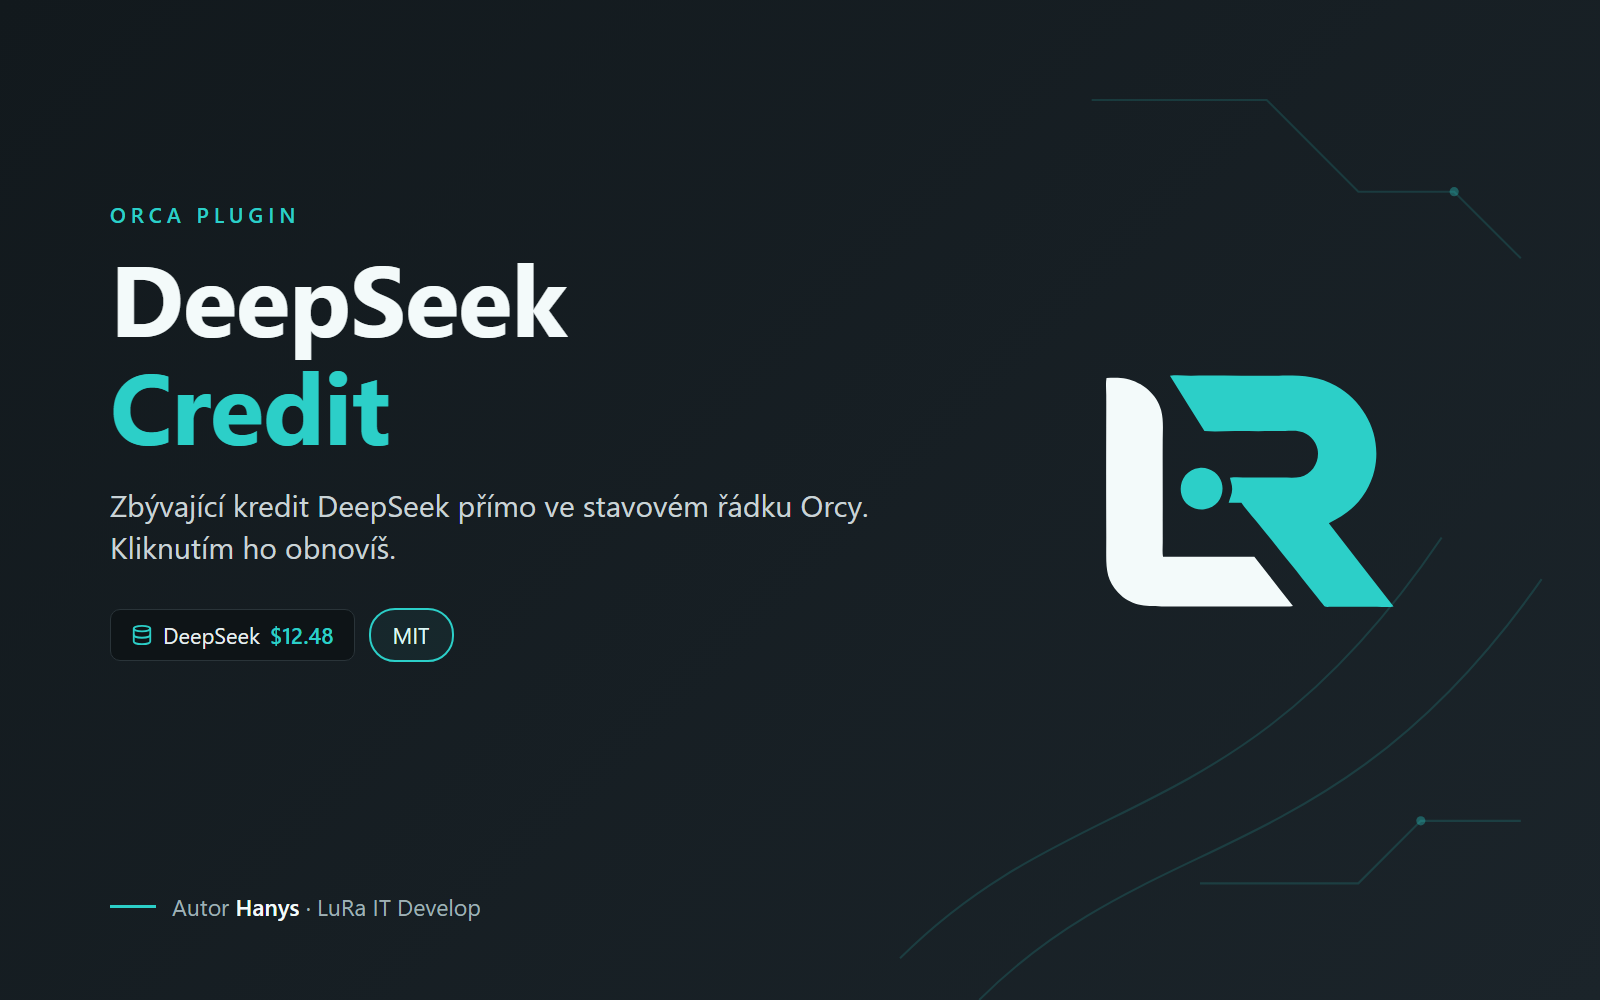 ORCA PLUGIN
DeepSeek
Credit
Zbývající kredit DeepSeek přímo ve stavovém řádku Orcy.
Kliknutím ho obnovíš.
DeepSeek $12.48 MIT
LR
Autor Hanys · LuRa IT Develop